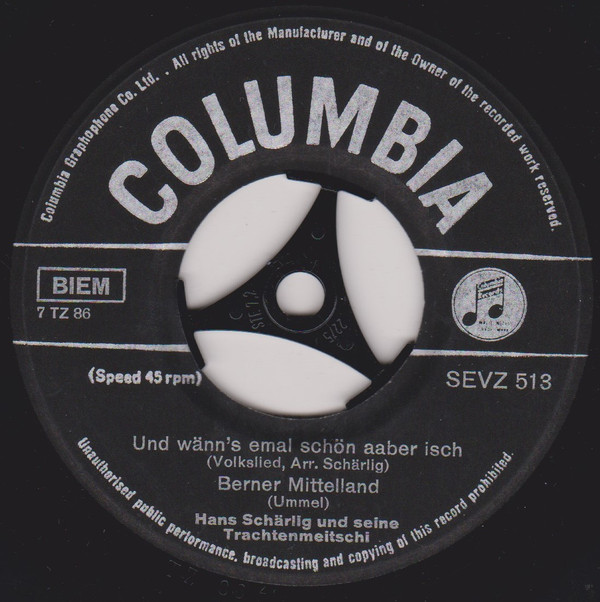 Columbia Graphophone Co. Ltd. . All rights of the Manufacturer and of the Owner of the recorded work reserved.
COLUMBIA
BIEM
7 TZ 86
Columbia
Records
(Speed 45 rpm)
SEVZ 513
Und wänn's emal schön aaber isch
(Volkslied, Arr. Schärlig)
Berner Mittelland
(Ummel)
Hans Schärlig und seine
Trachtenmeitschi
Unauthorised public performance, broadcasting and copying of this record prohibited.